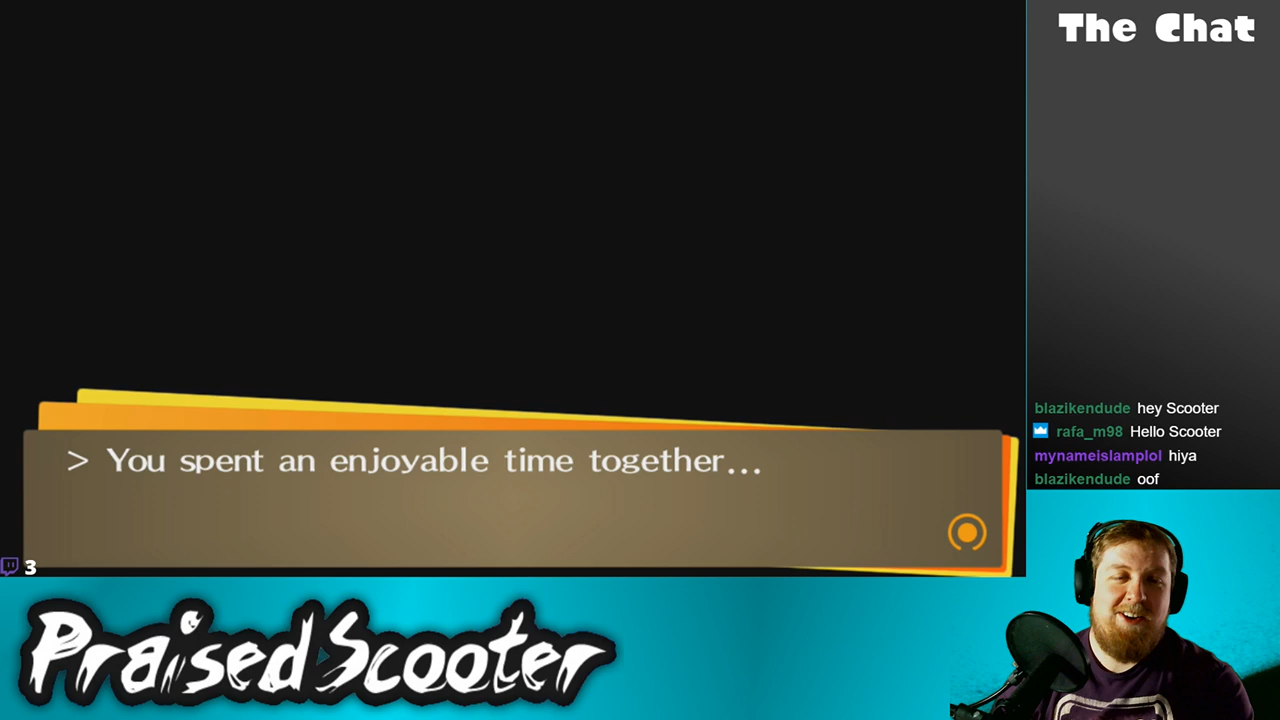 The Chat
> You spent an enjoyable time together...
blazikendude hey Scooter
rafa_m98 Hello Scooter
mynameislamplol hiya
blazikendude oof
3
PraisedScooter